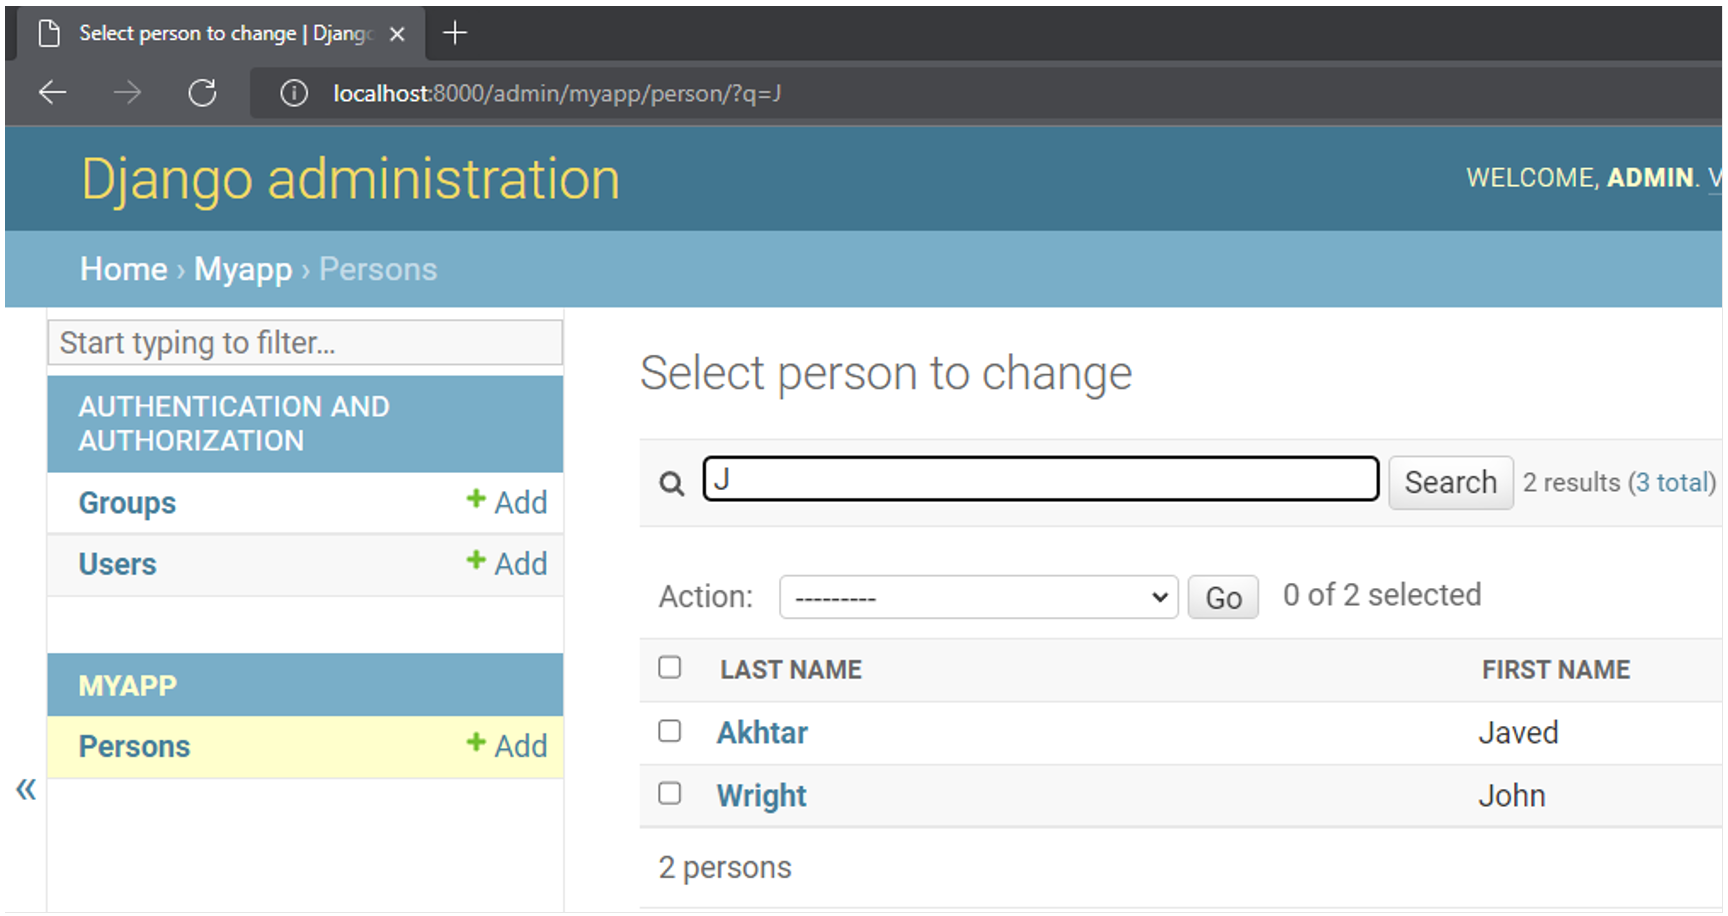 Select person to change | Django
localhost:8000/admin/myapp/person/?q=J
Django administration
WELCOME, ADMIN. V
Home › Myapp › Persons
Start typing to filter...
Select person to change
AUTHENTICATION AND
AUTHORIZATION
J Search 2 results (3 total)
Groups + Add
Users + Add
Action: --------- Go 0 of 2 selected
LAST NAME FIRST NAME
MYAPP
Akhtar Javed
Persons + Add
«
Wright John
2 persons